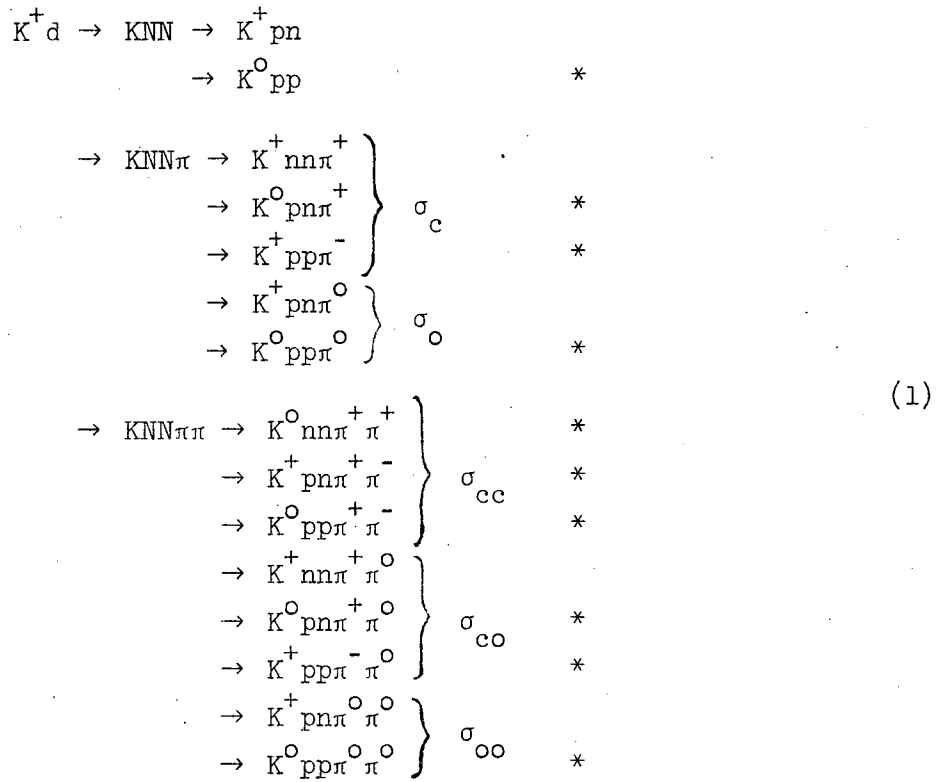 K⁺d → KNN → K⁺pn
→ K⁰pp *
→ KNNπ → K⁺nnπ⁺
→ K⁰pnπ⁺ σ_c *
→ K⁺ppπ⁻ *
→ K⁺pnπ⁰
σ_o
→ K⁰ppπ⁰ *
(1)
→ KNNππ → K⁰nnπ⁺π⁺ *
→ K⁺pnπ⁺π⁻ σ_cc *
→ K⁰ppπ⁺π⁻ *
→ K⁺nnπ⁺π⁰
→ K⁰pnπ⁺π⁰ σ_co *
→ K⁺ppπ⁻π⁰ *
→ K⁺pnπ⁰π⁰
σ_oo
→ K⁰ppπ⁰π⁰ *